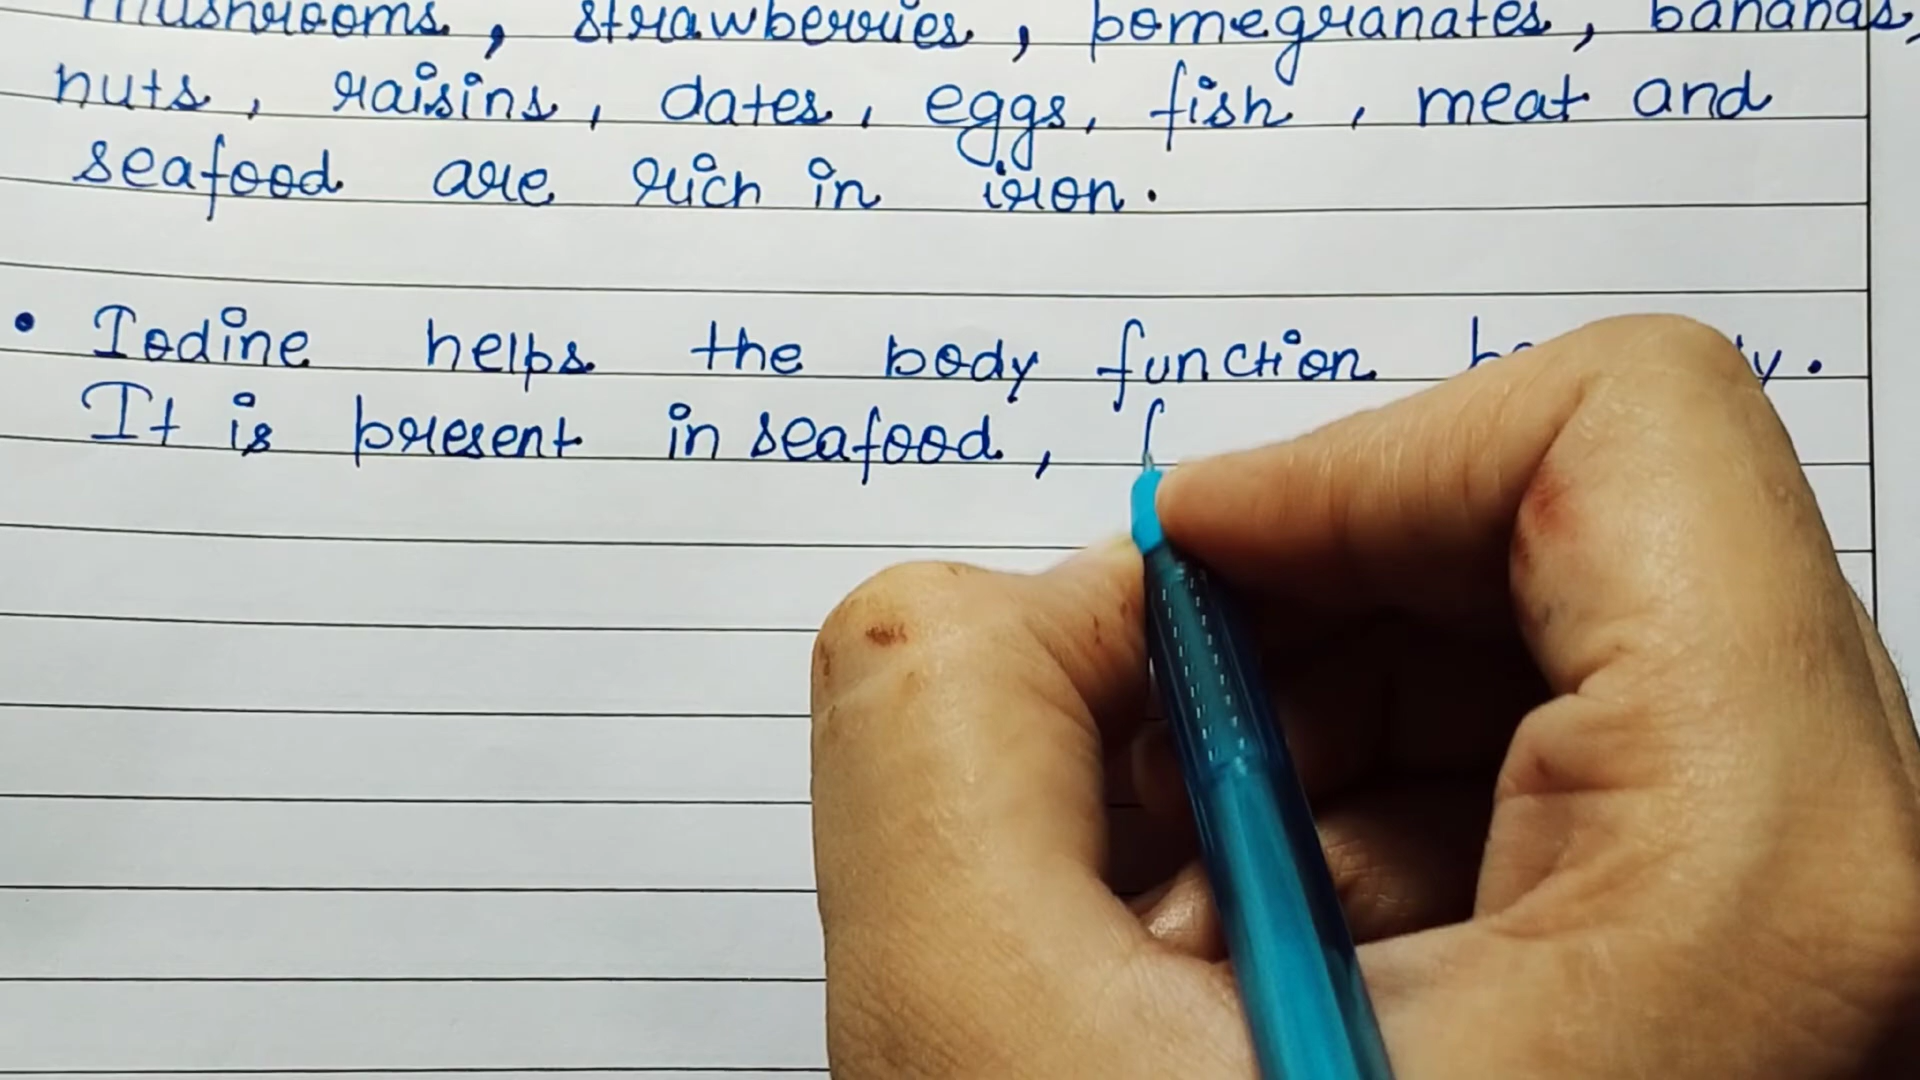 mushrooms, strawberries, pomegranates, bananas,
nuts, raisins, dates, eggs, fish, meat and
seafood are rich in iron.
• Iodine helps the body function
It is present in seafood, f